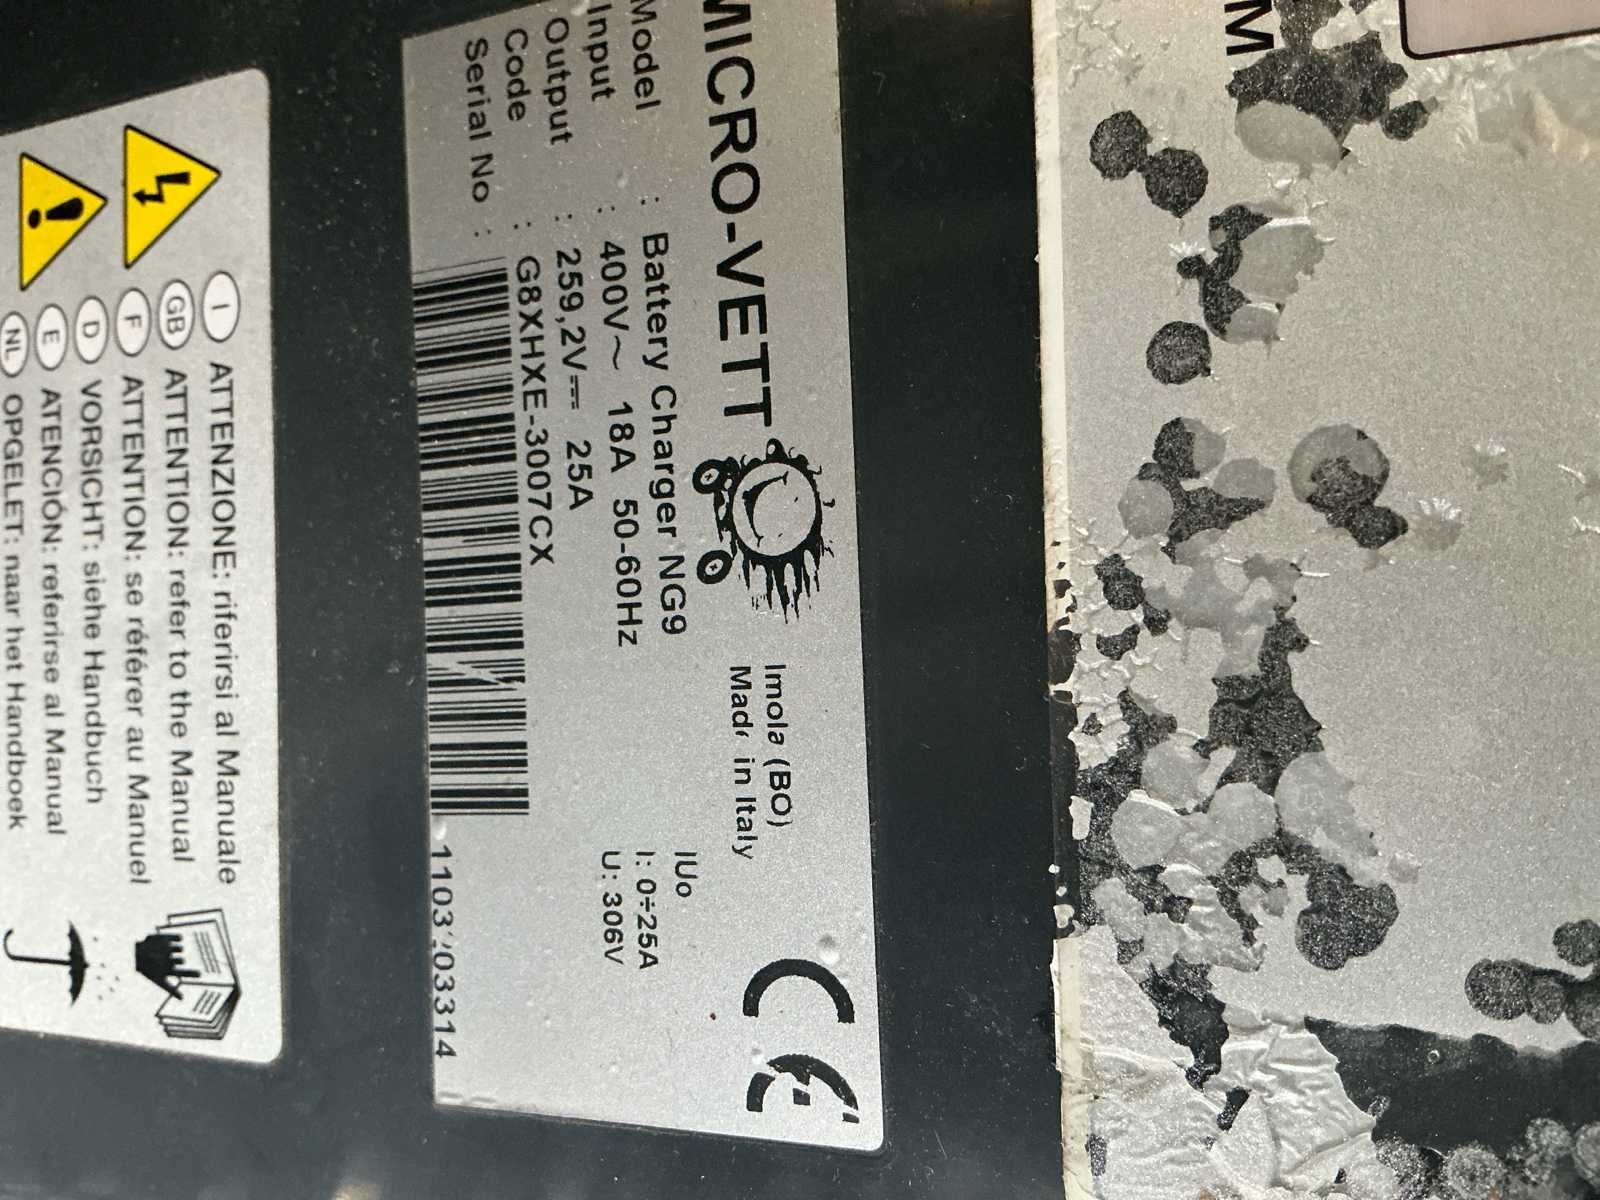 M
MICRO-VETT
Imola (BO)
Made in Italy
CE
Model : Battery Charger NG9
Input : 400V~ 18A 50-60Hz
Output : 259,2V⎓ 25A
Code : G8XHXE-3007CX
Serial No :
IUo
I: 0÷25A
U: 306V
I ATTENZIONE: riferirsi al Manuale
GB ATTENTION: refer to the Manual
F ATTENTION: se référer au Manuel
D VORSICHT: siehe Handbuch
E ATENCIÓN: referirse al Manual
NL OPGELET: naar het Handboek